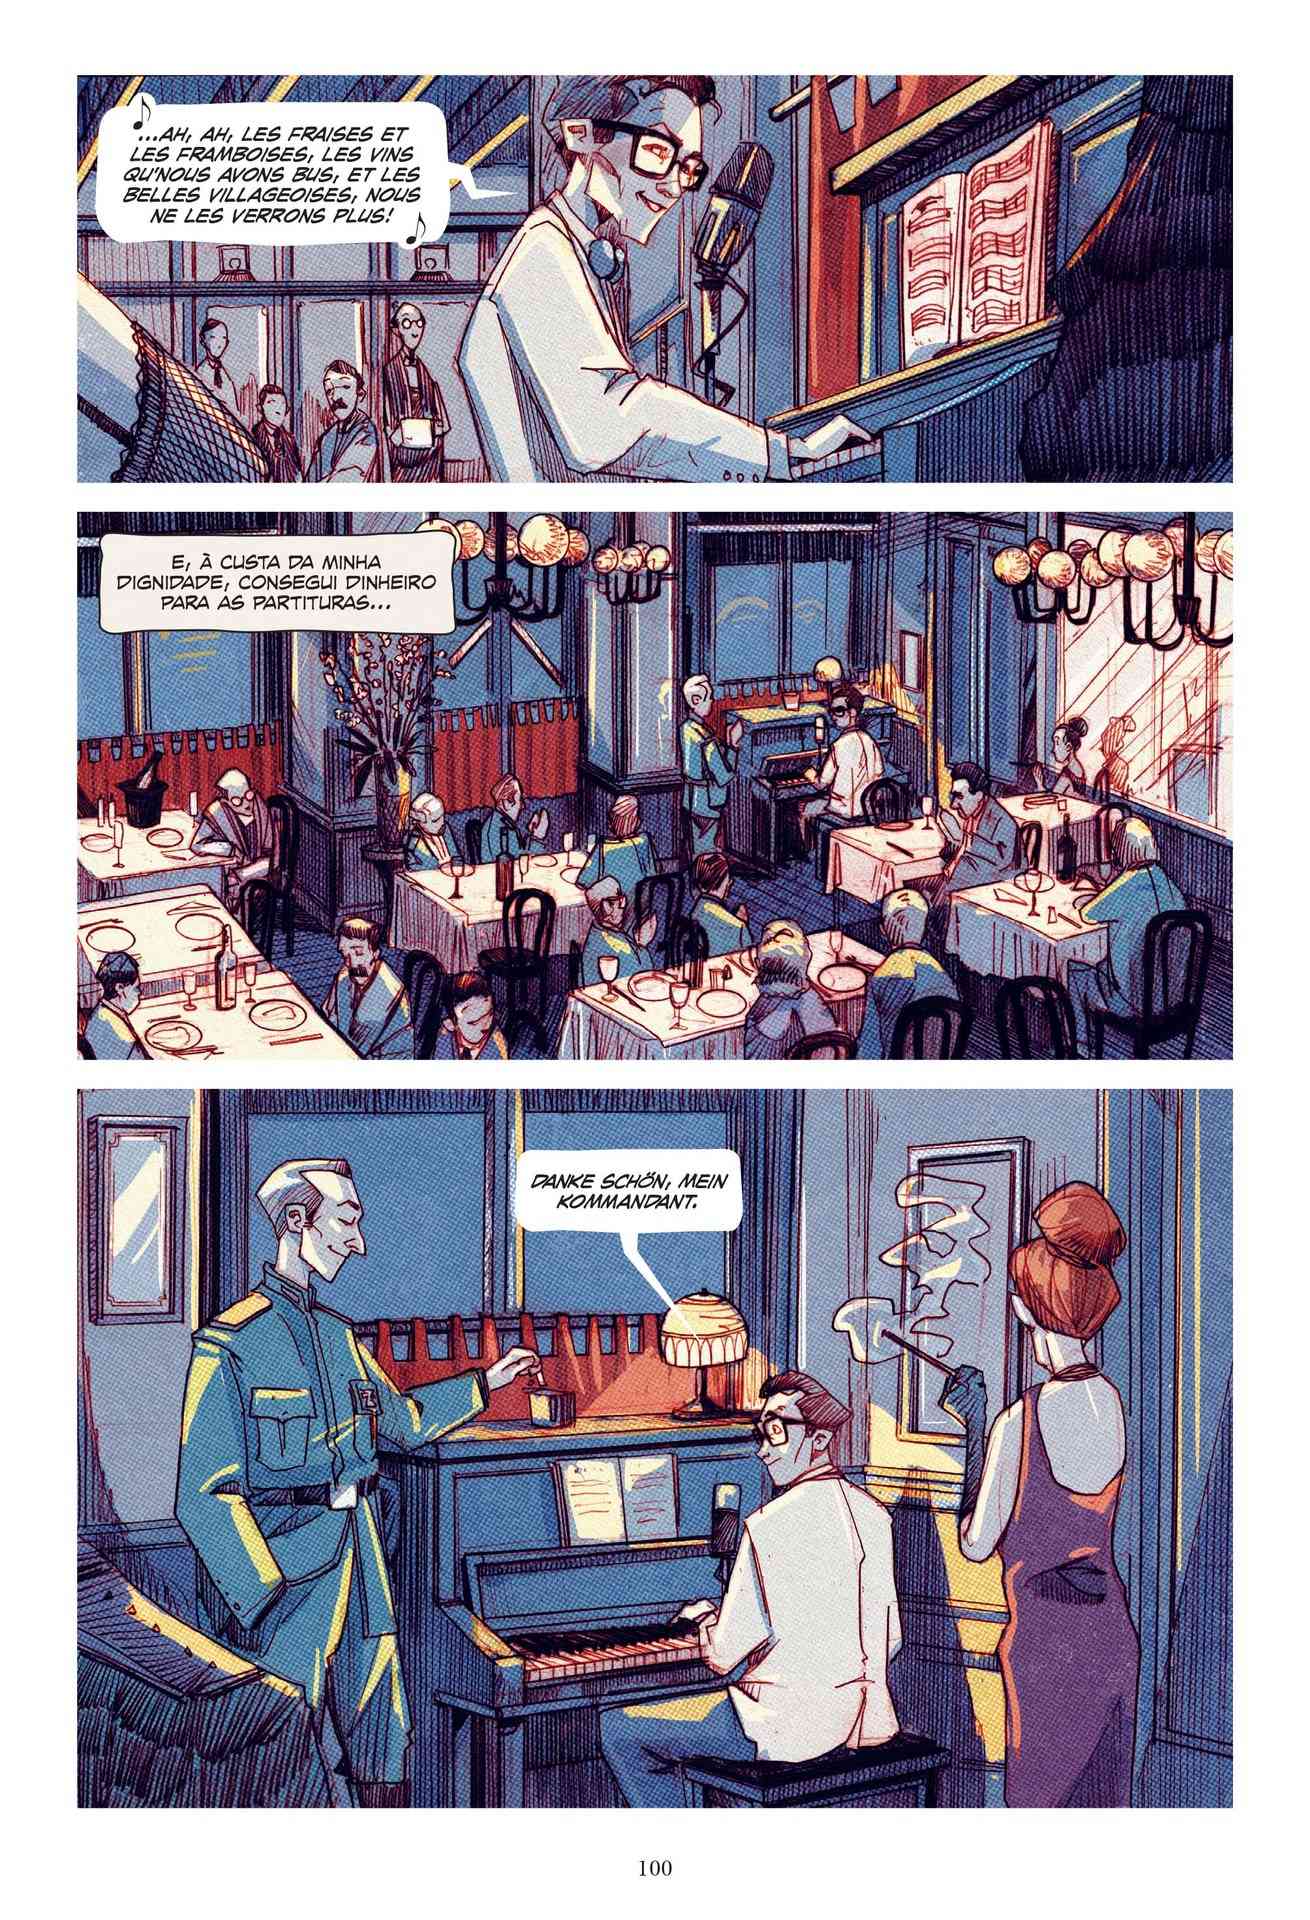 ...AH, AH, LES FRAISES ET
LES FRAMBOISES, LES VINS
QU'NOUS AVONS BUS, ET LES
BELLES VILLAGEOISES, NOUS
NE LES VERRONS PLUS!
E, À CUSTA DA MINHA
DIGNIDADE, CONSEGUI DINHEIRO
PARA AS PARTITURAS...
DANKE SCHÖN, MEIN
KOMMANDANT.
100